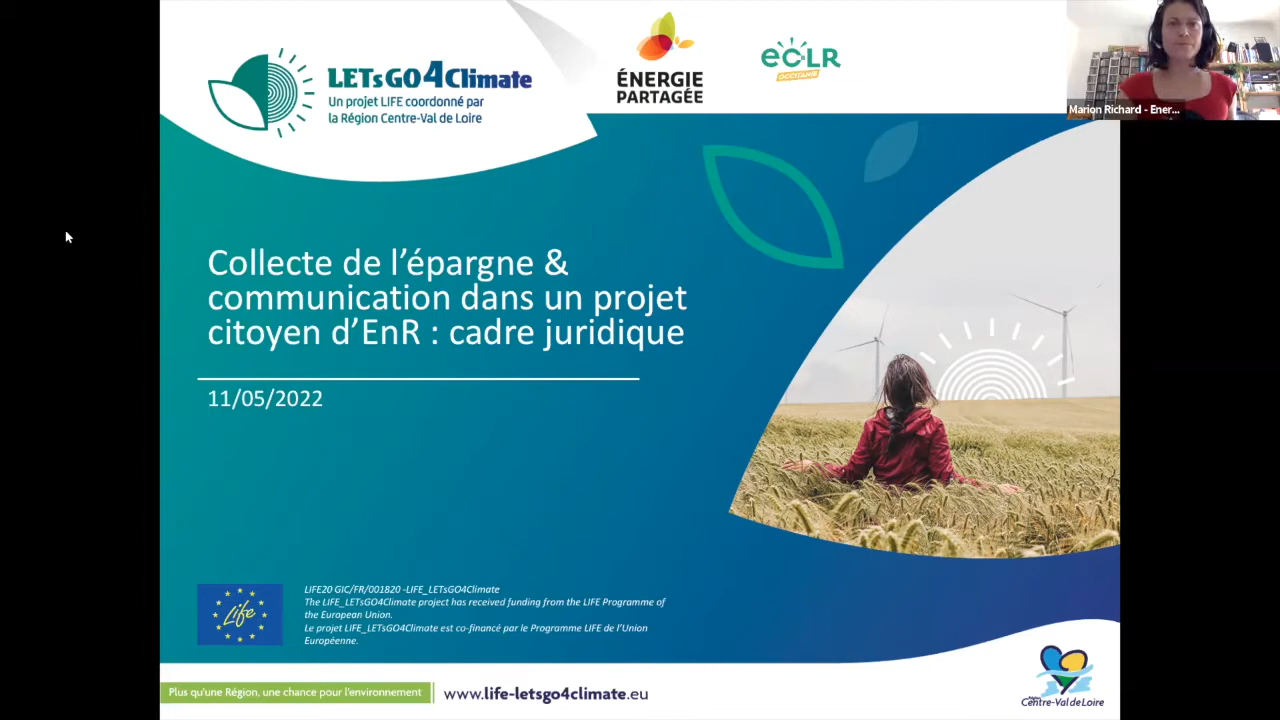 LETsGO4Climate
Un projet LIFE coordonné par
la Région Centre-Val de Loire
ÉNERGIE
PARTAGÉE
ECLR
OCCITANIE
Marion Richard - Ener...
Collecte de l'épargne &
communication dans un projet
citoyen d'EnR : cadre juridique
11/05/2022
Life
LIFE20 GIC/FR/001820 -LIFE_LETsGO4Climate
The LIFE_LETsGO4Climate project has received funding from the LIFE Programme of
the European Union.
Le projet LIFE_LETsGO4Climate est co-financé par le Programme LIFE de l'Union
Européenne.
Plus qu'une Région, une chance pour l'environnement
www.life-letsgo4climate.eu
Région
Centre-Val de Loire